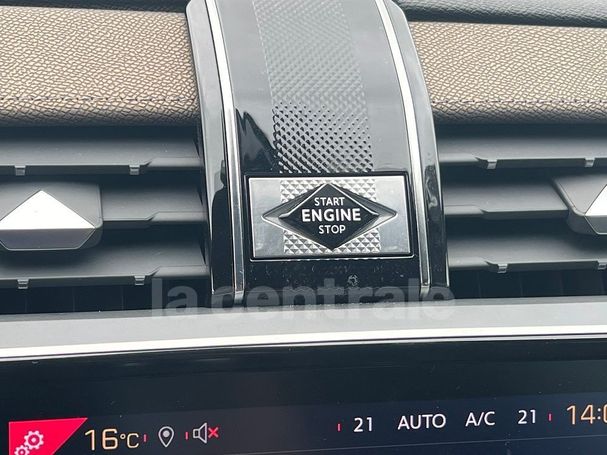 START
ENGINE
STOP
la centrale
16°C 21 AUTO A/C 21 14:0